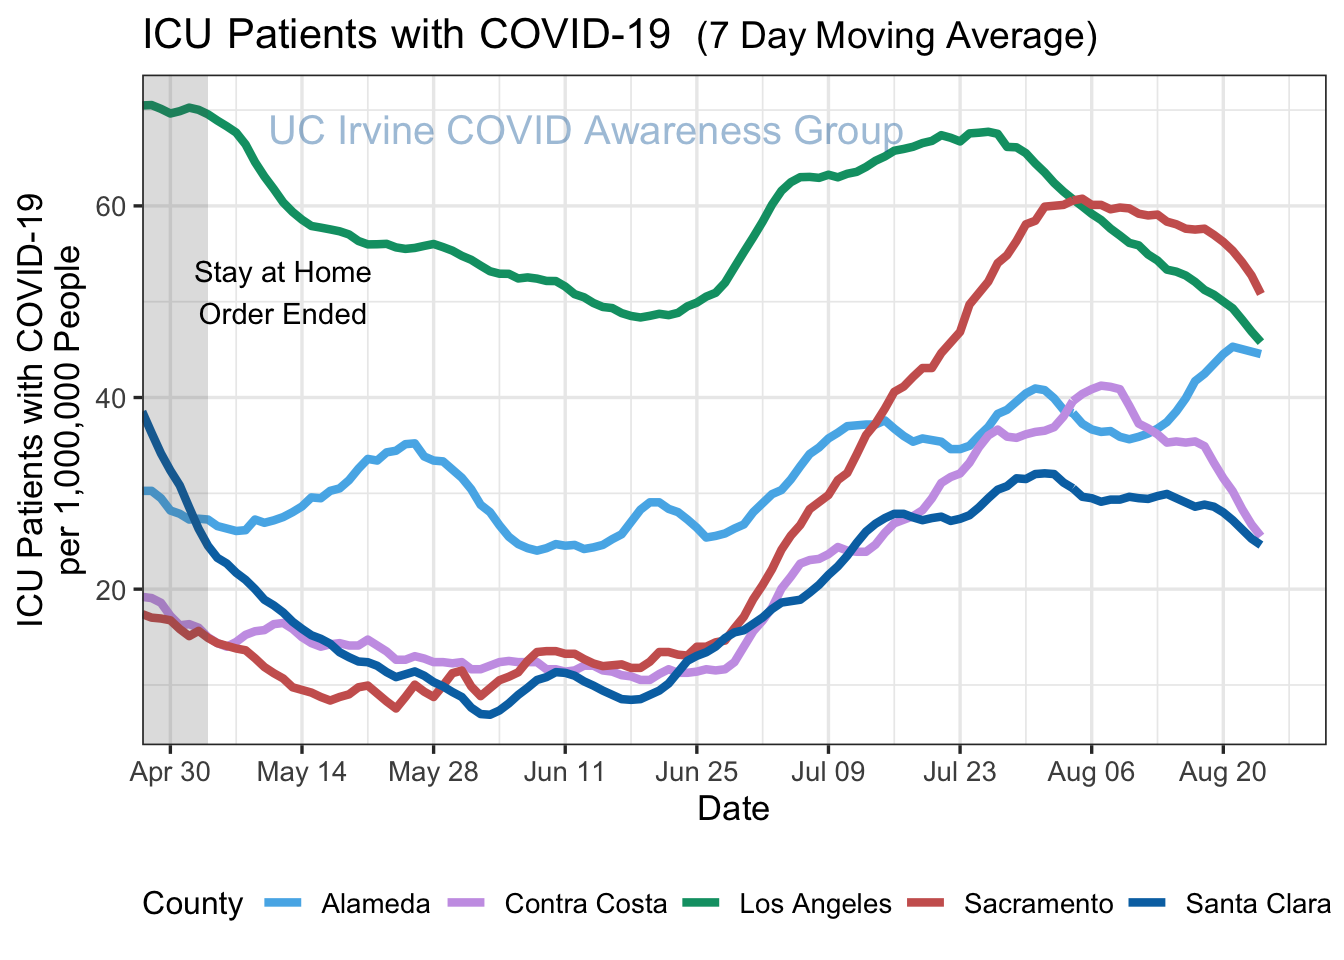 ICU Patients with COVID-19 (7 Day Moving Average)
UC Irvine COVID Awareness Group
Stay at Home
Order Ended
ICU Patients with COVID-19
per 1,000,000 People
60
40
20
Apr 30 May 14 May 28 Jun 11 Jun 25 Jul 09 Jul 23 Aug 06 Aug 20
Date
County Alameda Contra Costa Los Angeles Sacramento Santa Clara